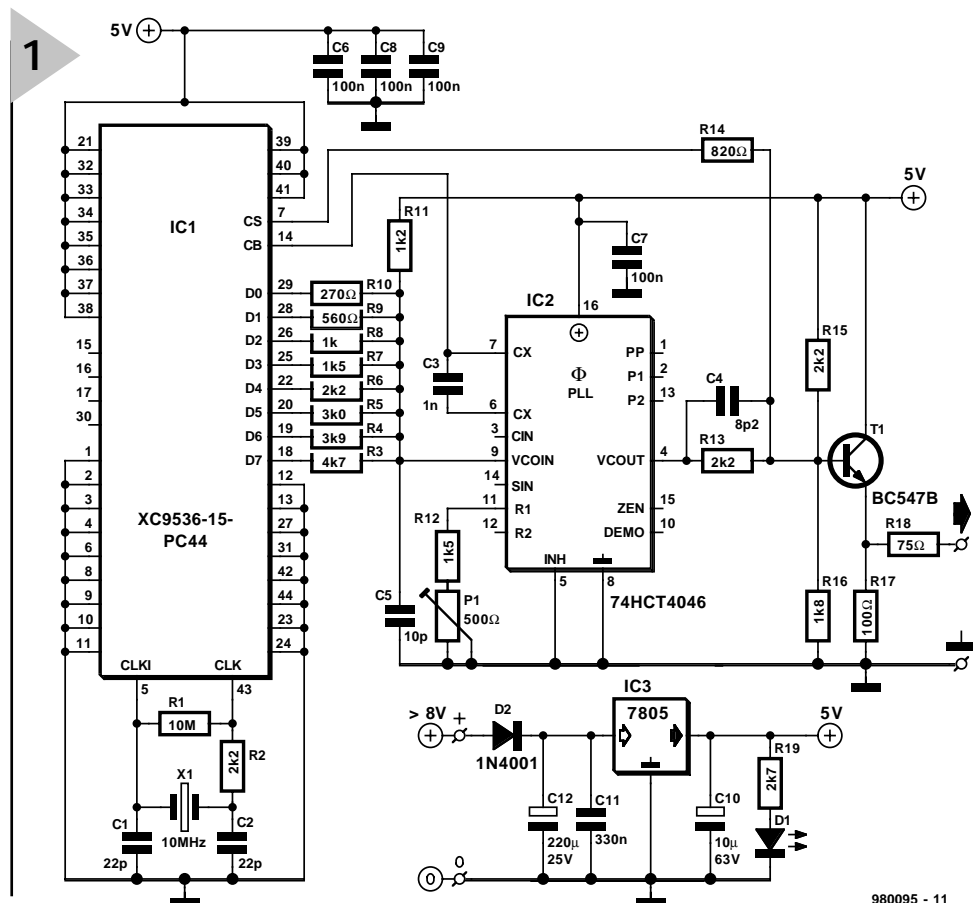 1
5V
C6
C8
C9
100n
100n
100n
21
32
33
34
35
36
37
38
15
16
17
30
1
2
3
4
6
8
9
10
11
IC1
XC9536-15-
PC44
39
40
41
CS 7
CB 14
D0 29 270Ω R10
D1 28 560Ω R9
D2 26 1k R8
D3 25 1k5 R7
D4 22 2k2 R6
D5 20 3k0 R5
D6 19 3k9 R4
D7 18 4k7 R3
12
13
27
31
42
44
23
24
CLKI
CLK
5
43
R1
10M
R2
2k2
X1
10MHz
C1
22p
C2
22p
R11
1k2
R14
820Ω
5V
C7
100n
IC2
16
7 CX
C3
1n
6 CX
3 CIN
9 VCOIN
14 SIN
11 R1
12 R2
Φ
PLL
PP 1
P1 2
P2 13
VCOUT 4
ZEN 15
DEMO 10
INH
5
8
74HCT4046
R12
1k5
P1
500Ω
C5
10p
C4
8p2
R13
2k2
R15
2k2
T1
BC547B
R18
75Ω
R16
1k8
R17
100Ω
> 8V
+
D2
1N4001
IC3
7805
5V
C12
220µ
25V
C11
330n
C10
10µ
63V
R19
2k7
D1
0
0
980095 - 11